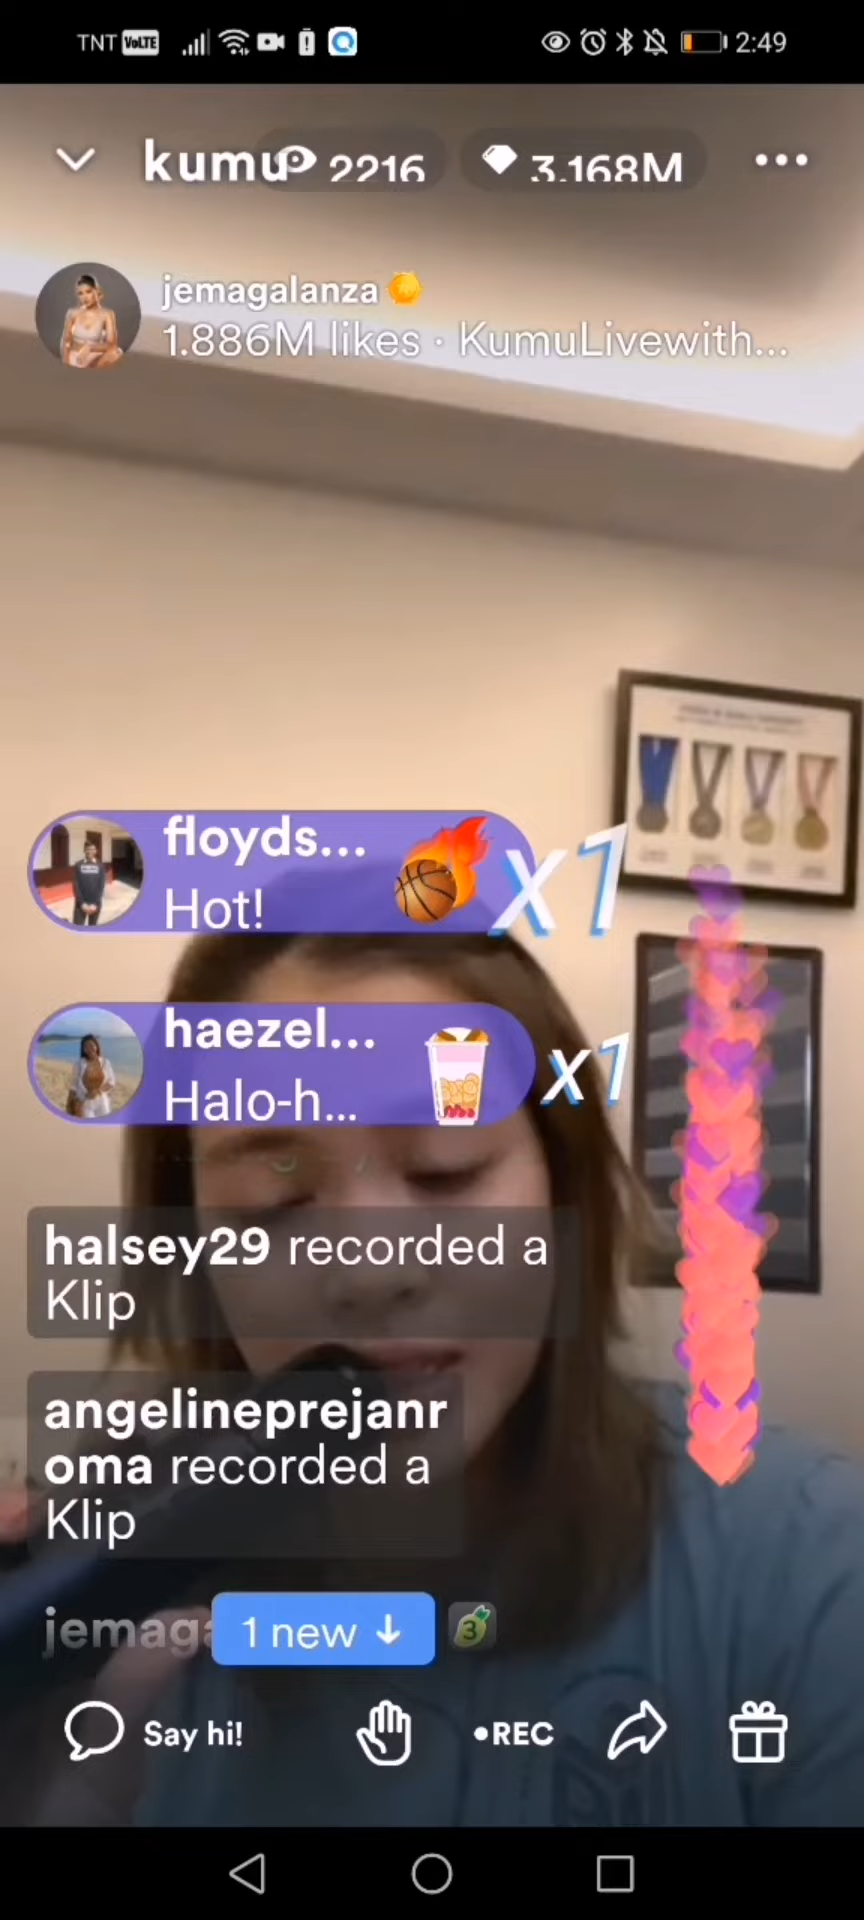 TNT VoLTE 2:49
kumu 2216 3.168M
jemagalanza
1.886M likes · KumuLivewith...
floyds...
Hot!
x1
haezel...
Halo-h...
x1
halsey29 recorded a
Klip
angelineprejanr
oma recorded a
Klip
jemaga
1 new ↓
3
Say hi!
•REC